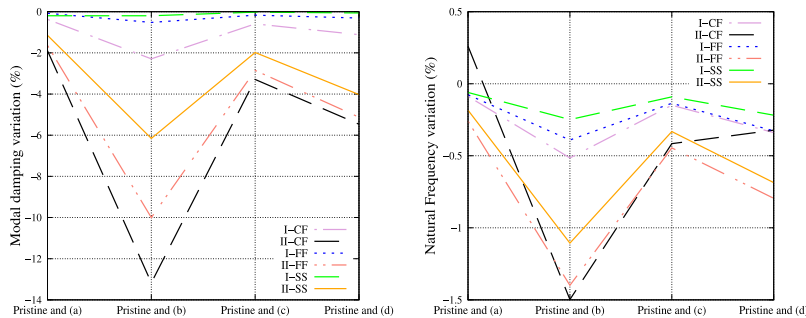 Modal damping variation (%)
0
−2
−4
−6
−8
−10
−12
−14
I−CF
II−CF
I−FF
II−FF
I−SS
II−SS
Pristine and (a)
Pristine and (b)
Pristine and (c)
Pristine and (d)
Natural Frequency variation (%)
0.5
0
−0.5
−1
−1.5
I−CF
II−CF
I−FF
II−FF
I−SS
II−SS
Pristine and (a)
Pristine and (b)
Pristine and (c)
Pristine and (d)